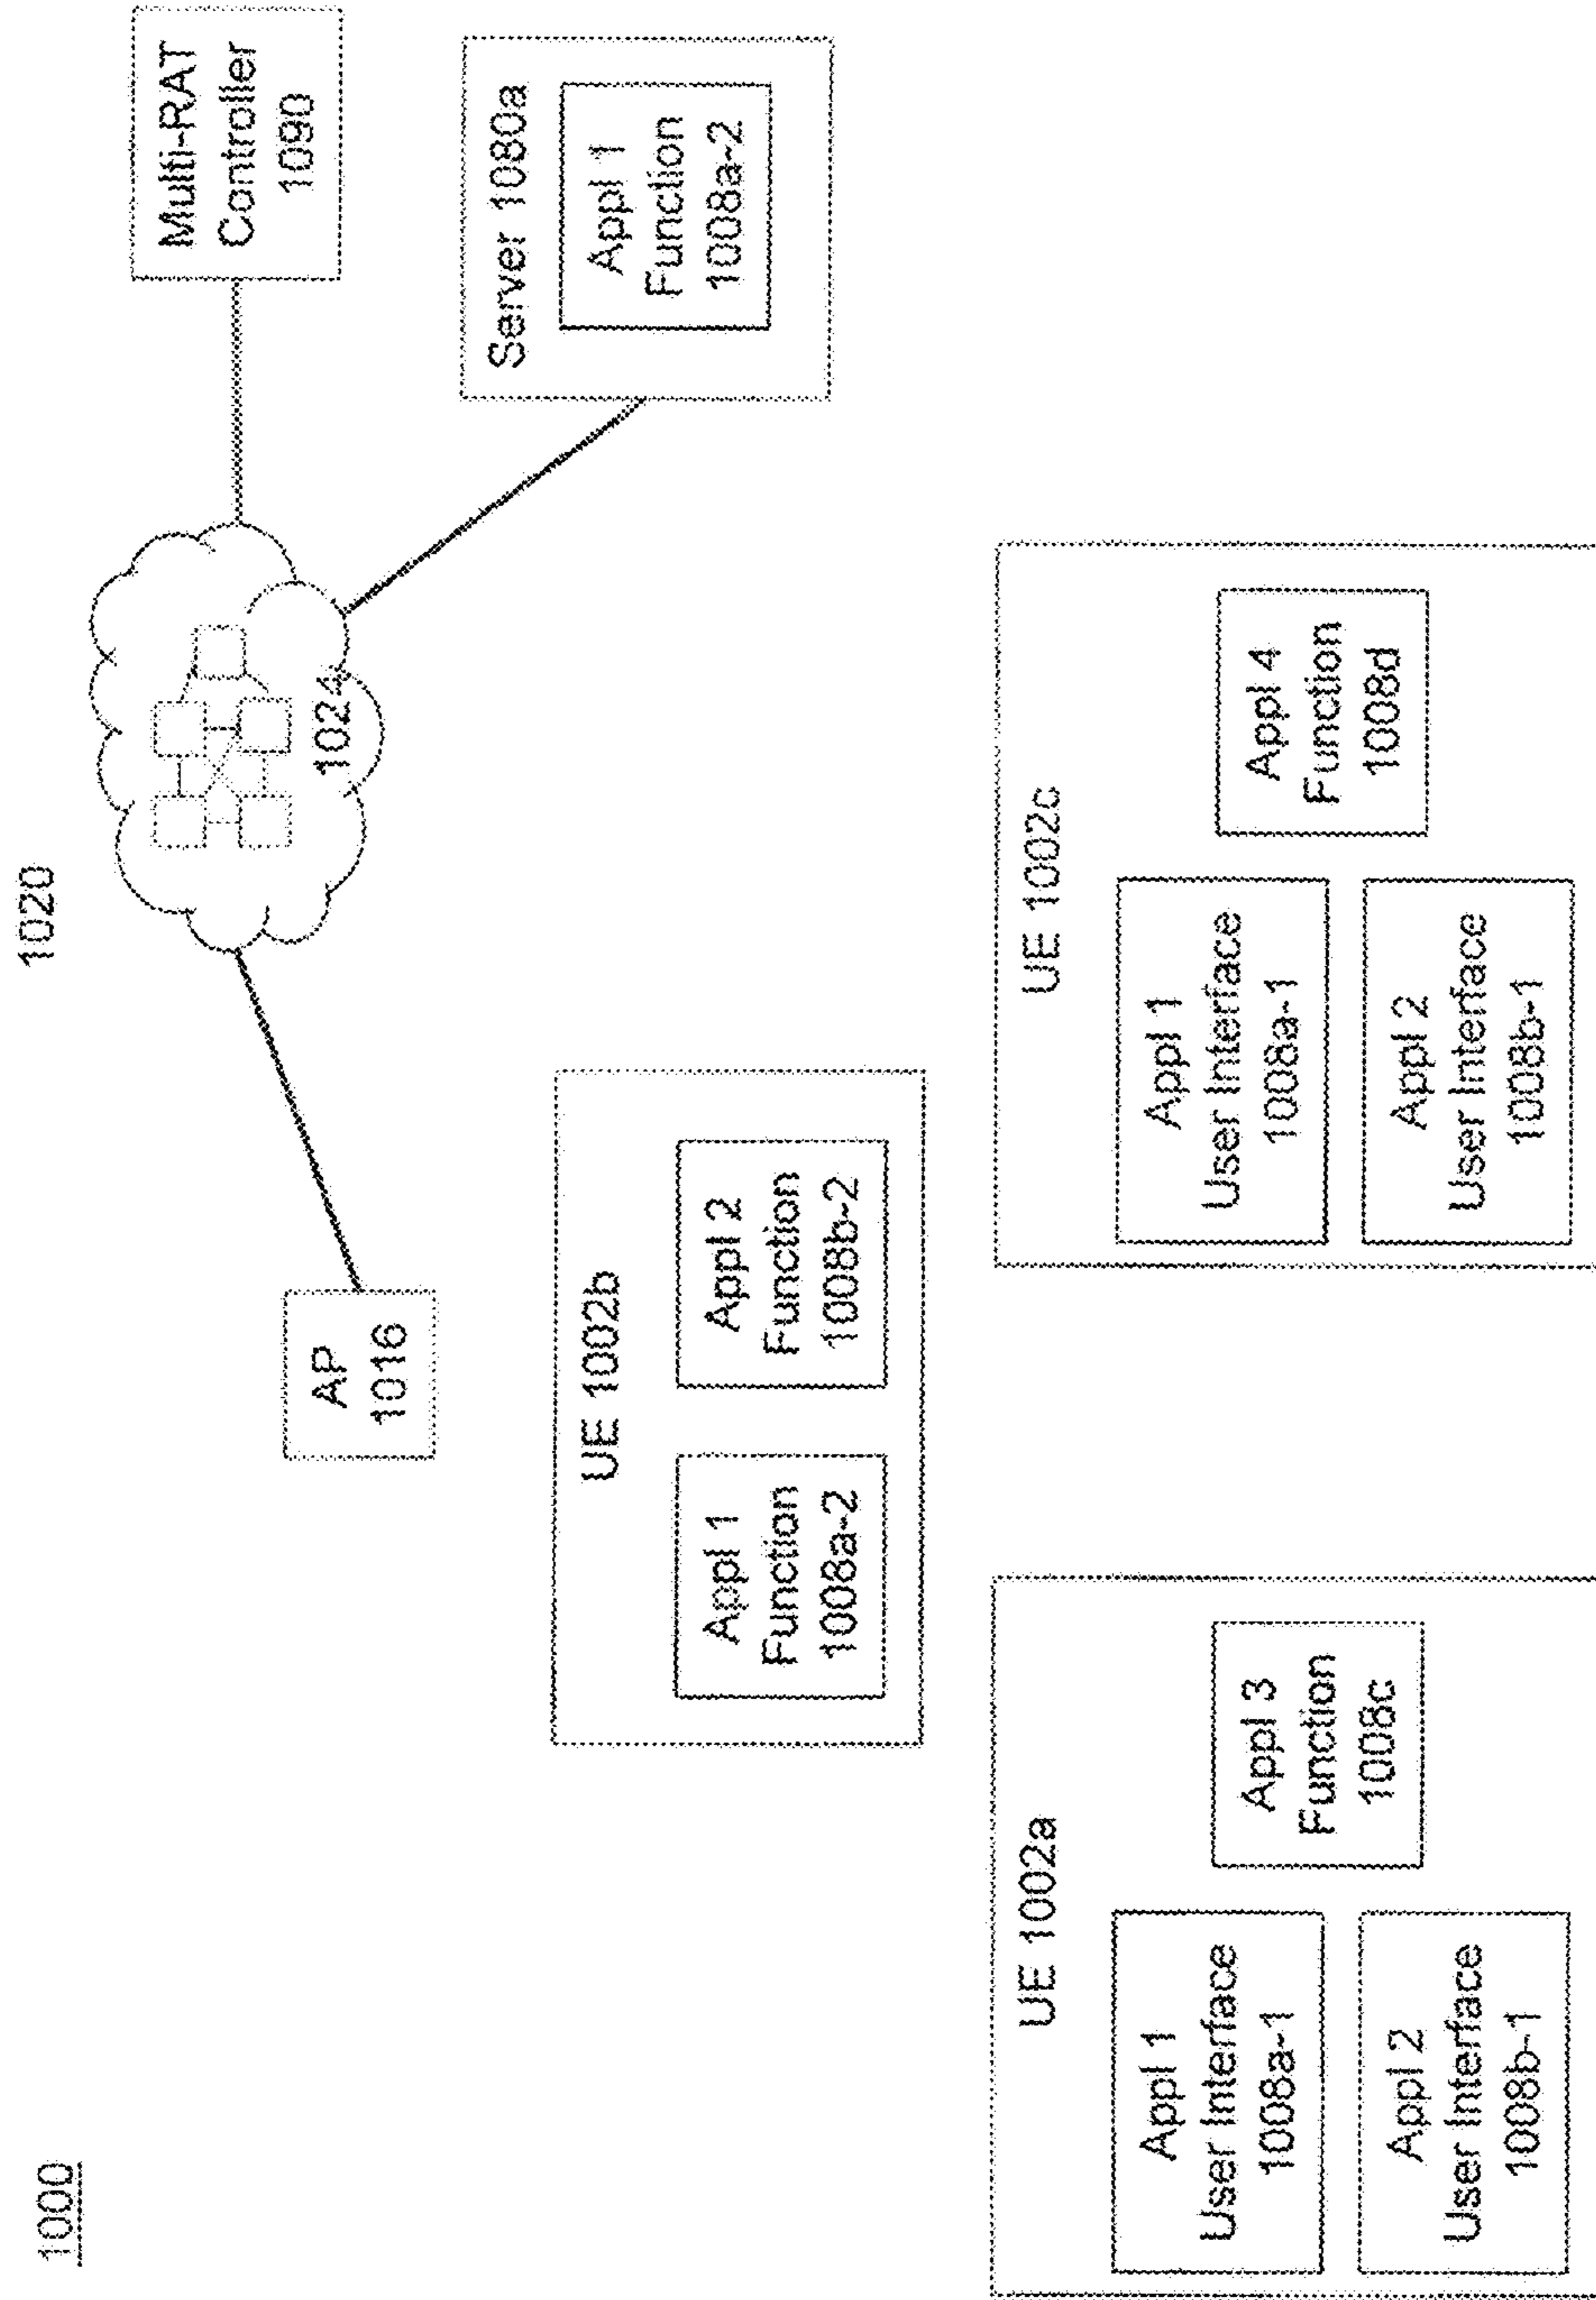 1000
1020
Multi-RAT
Controller
1090
1024
AP
1016
Server 1080a
Appl 1
Function
1008a-2
UE 1002b
Appl 1
Function
1008a-2
Appl 2
Function
1008b-2
UE 1002a
Appl 1
User Interface
1008a-1
Appl 3
Function
1008c
Appl 2
User Interface
1008b-1
UE 1002c
Appl 1
User Interface
1008a-1
Appl 4
Function
1008d
Appl 2
User Interface
1008b-1